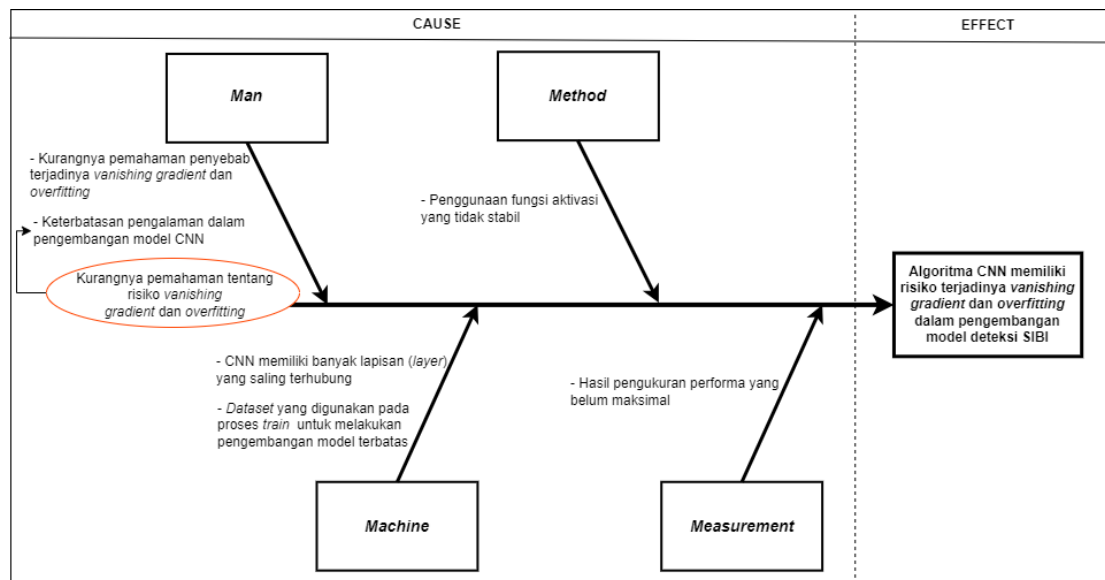 CAUSE
EFFECT
Man
Method
- Kurangnya pemahaman penyebab
terjadinya vanishing gradient dan
overfitting
- Keterbatasan pengalaman dalam
pengembangan model CNN
Kurangnya pemahaman tentang
risiko vanishing
gradient dan overfitting
- Penggunaan fungsi aktivasi
yang tidak stabil
Algoritma CNN memiliki
risiko terjadinya vanishing
gradient dan overfitting
dalam pengembangan
model deteksi SIBI
- CNN memiliki banyak lapisan (layer)
yang saling terhubung
- Dataset yang digunakan pada
proses train untuk melakukan
pengembangan model terbatas
- Hasil pengukuran performa yang
belum maksimal
Machine
Measurement